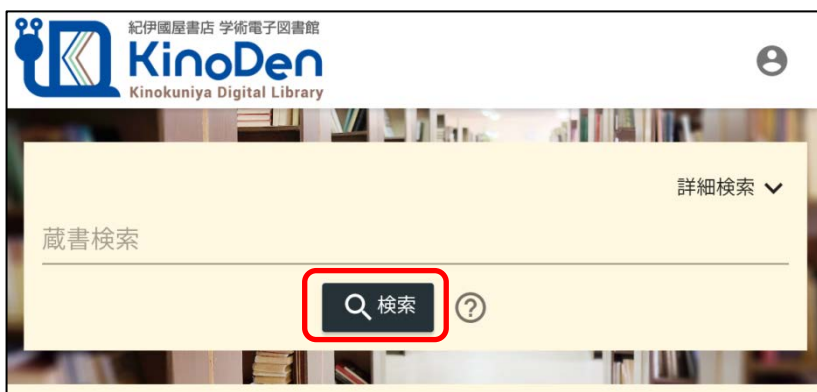 紀伊國屋書店 学術電子図書館
KinoDen
Kinokuniya Digital Library
詳細検索
蔵書検索
検索